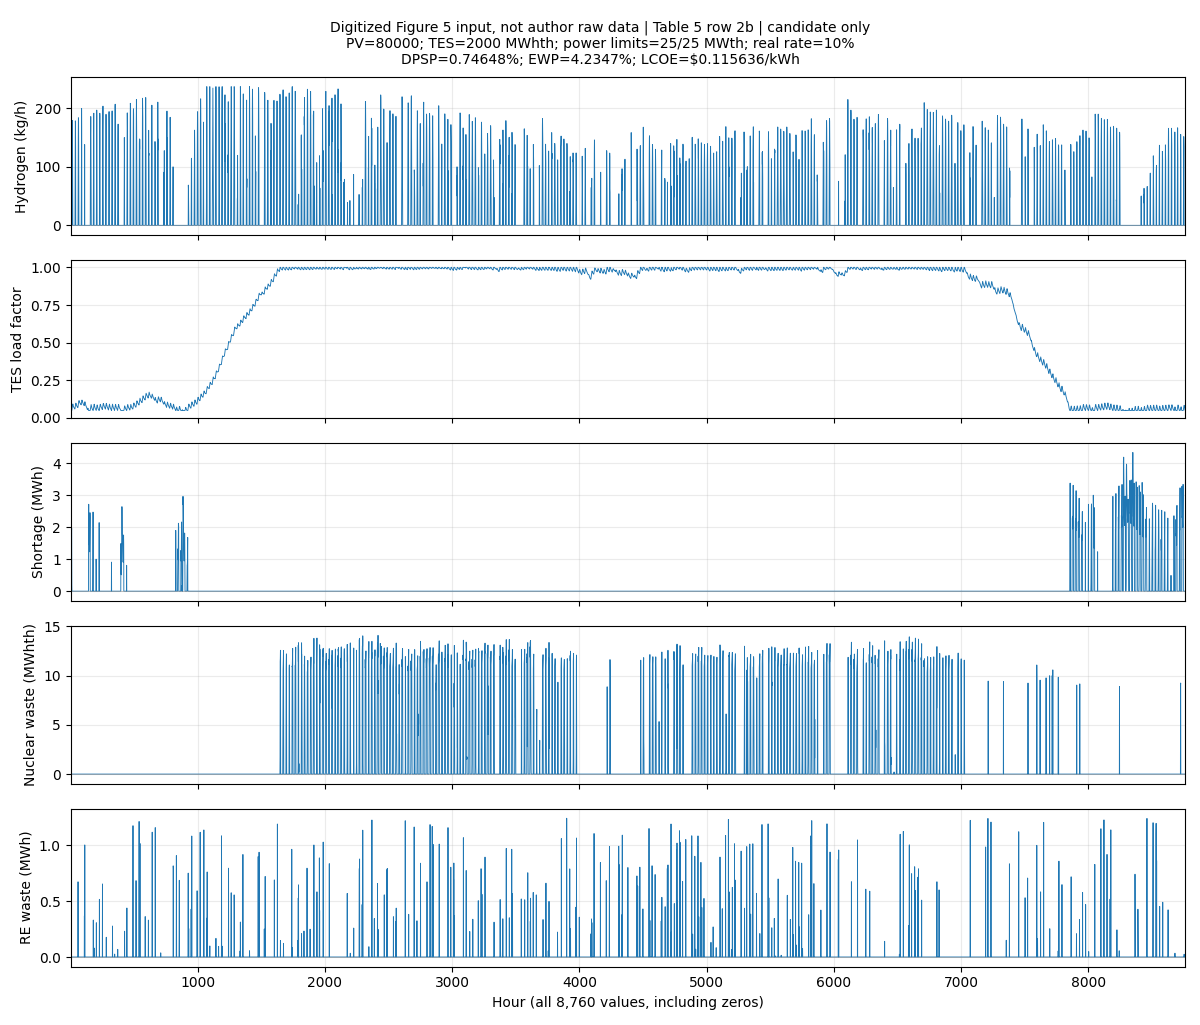 Digitized Figure 5 input, not author raw data | Table 5 row 2b | candidate only
PV=80000; TES=2000 MWhth; power limits=25/25 MWth; real rate=10%
DPSP=0.74648%; EWP=4.2347%; LCOE=$0.115636/kWh
Hydrogen (kg/h)
200
100
0
TES load factor
1.00
0.75
0.50
0.25
0.00
Shortage (MWh)
4
3
2
1
0
Nuclear waste (MWhth)
15
10
5
0
RE waste (MWh)
1.0
0.5
0.0
1000 2000 3000 4000 5000 6000 7000 8000
Hour (all 8,760 values, including zeros)